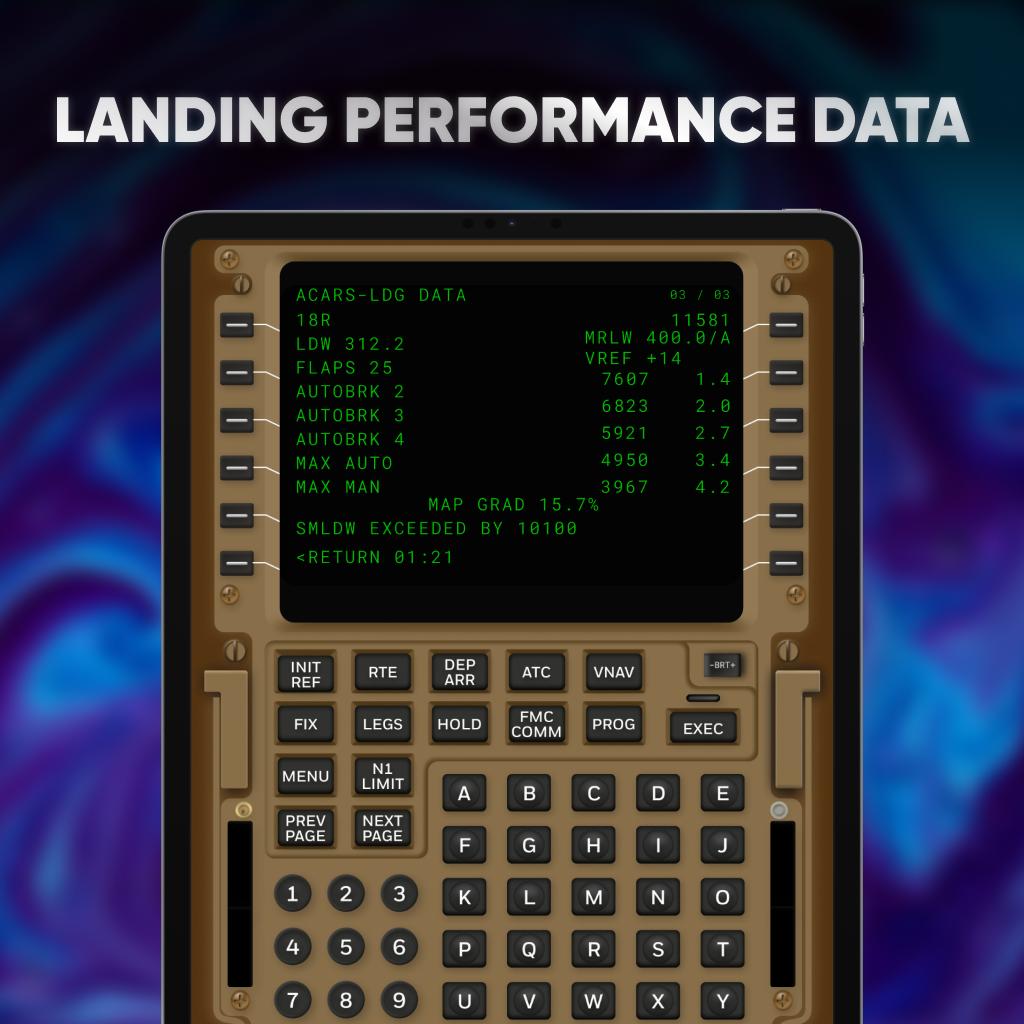 LANDING PERFORMANCE DATA
ACARS-LDG DATA 03 / 03
18R 11581
LDW 312.2 MRLW 400.0/A
FLAPS 25 VREF +14
AUTOBRK 2 7607 1.4
AUTOBRK 3 6823 2.0
AUTOBRK 4 5921 2.7
MAX AUTO 4950 3.4
MAX MAN 3967 4.2
MAP GRAD 15.7%
SMLDW EXCEEDED BY 10100
<RETURN 01:21
INIT REF RTE DEP ARR ATC VNAV -BRT+
FIX LEGS HOLD FMC COMM PROG EXEC
MENU N1 LIMIT
PREV PAGE NEXT PAGE
A B C D E
F G H I J
K L M N O
P Q R S T
U V W X Y
1 2 3
4 5 6
7 8 9